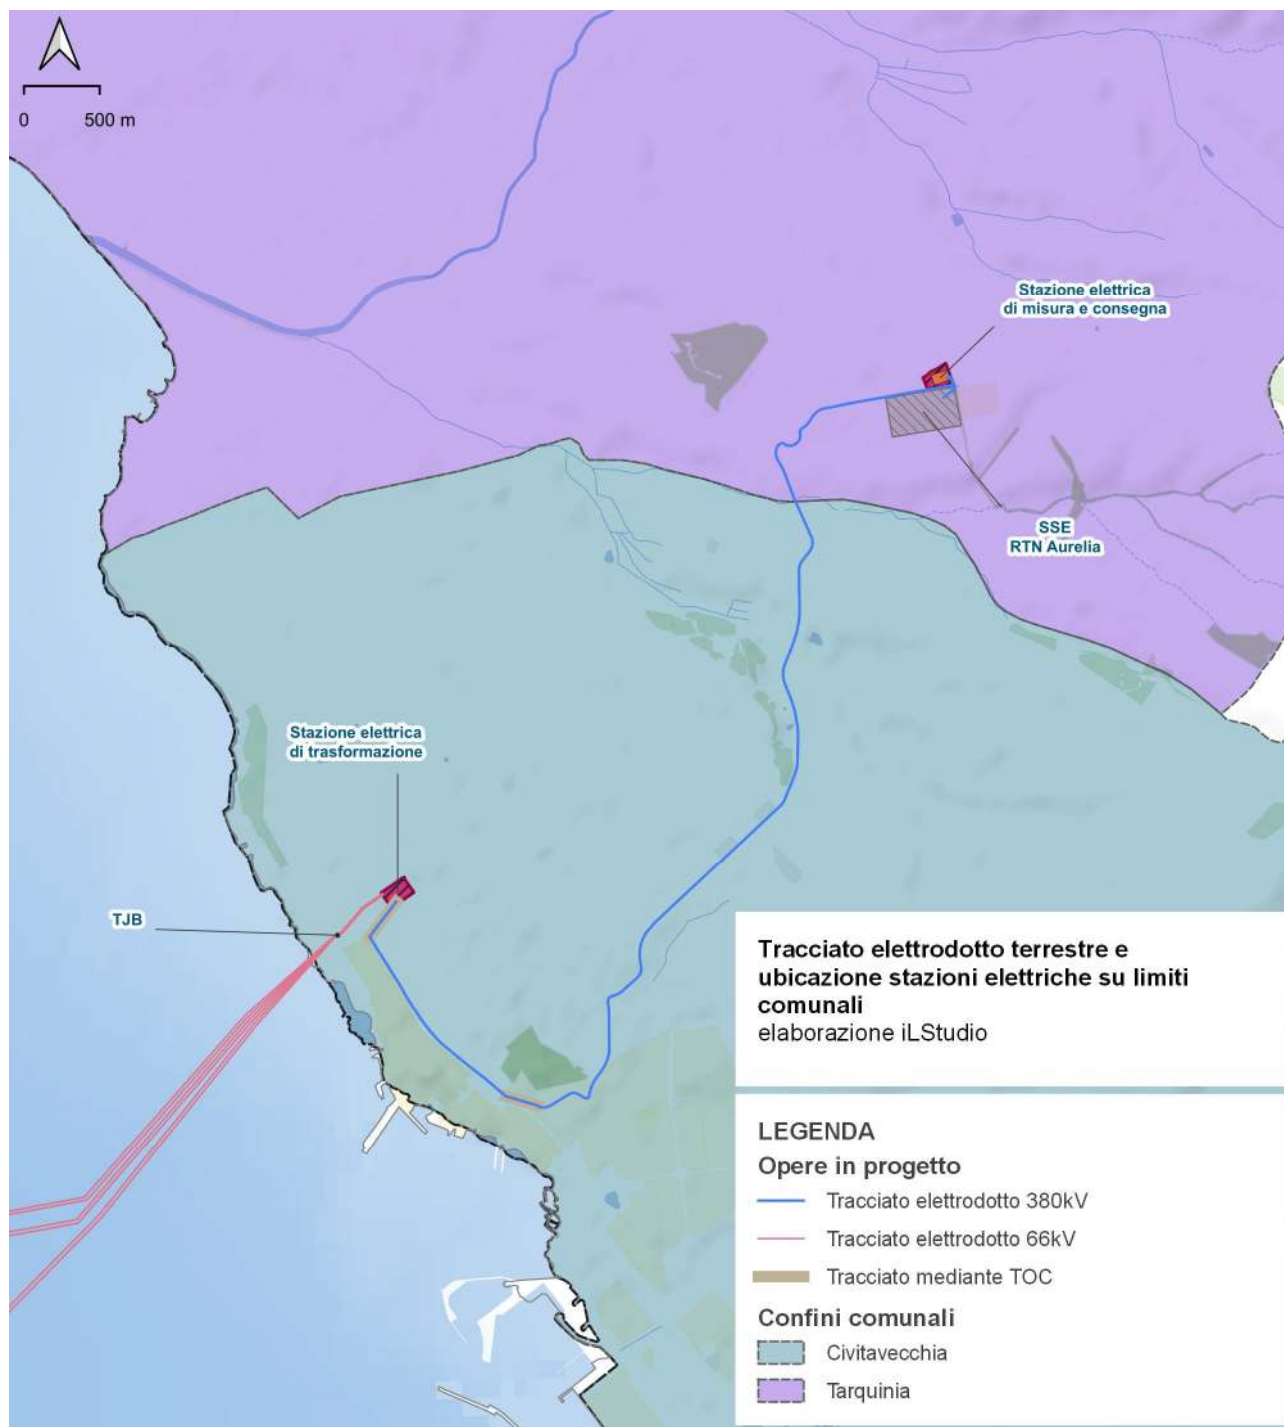 0 500 m
Stazione elettrica
di misura e consegna
SSE
RTN Aurelia
Stazione elettrica
di trasformazione
TJB
Tracciato elettrodotto terrestre e
ubicazione stazioni elettriche su limiti
comunali
elaborazione iLStudio
LEGENDA
Opere in progetto
Tracciato elettrodotto 380kV
Tracciato elettrodotto 66kV
Tracciato mediante TOC
Confini comunali
Civitavecchia
Tarquinia